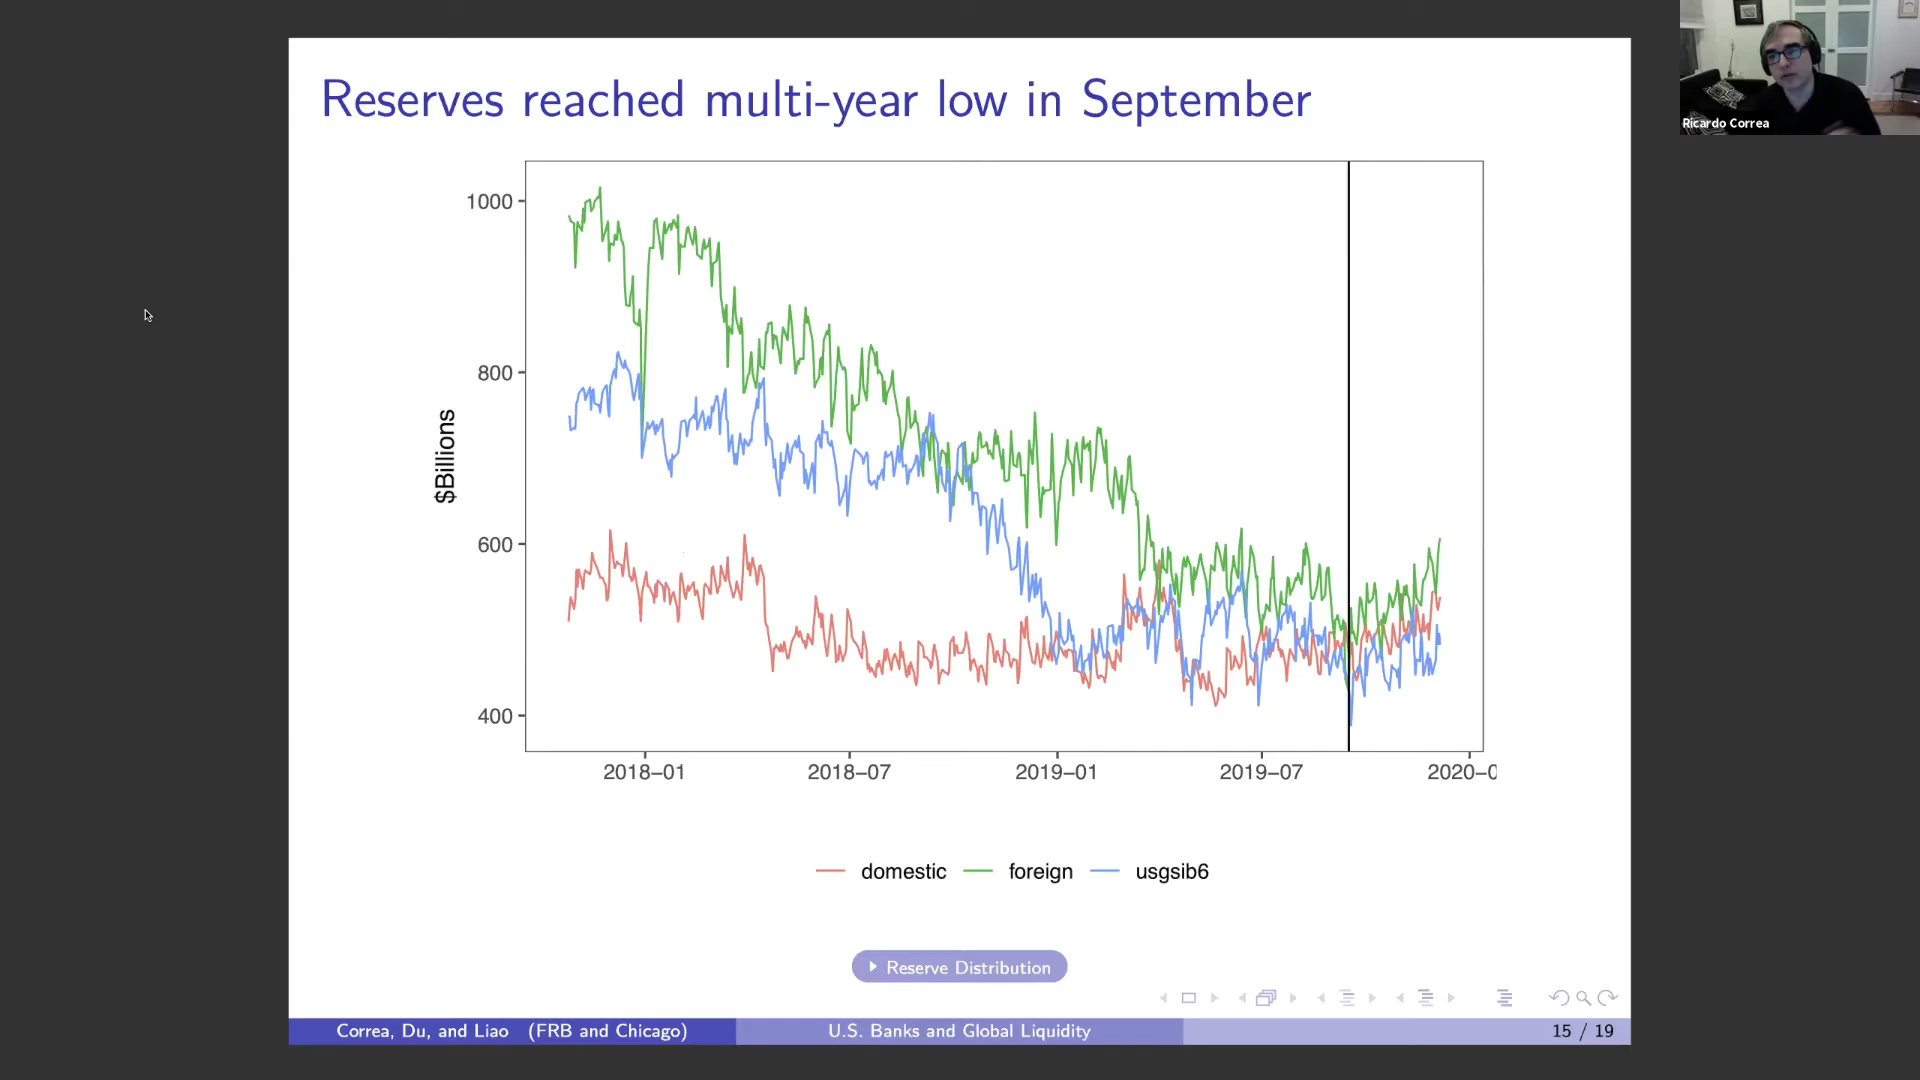 Reserves reached multi-year low in September
Ricardo Correa
1000
800
600
400
$Billions
2018–01
2018–07
2019–01
2019–07
2020–0
domestic
foreign
usgsib6
Reserve Distribution
Correa, Du, and Liao (FRB and Chicago)
U.S. Banks and Global Liquidity
15 / 19